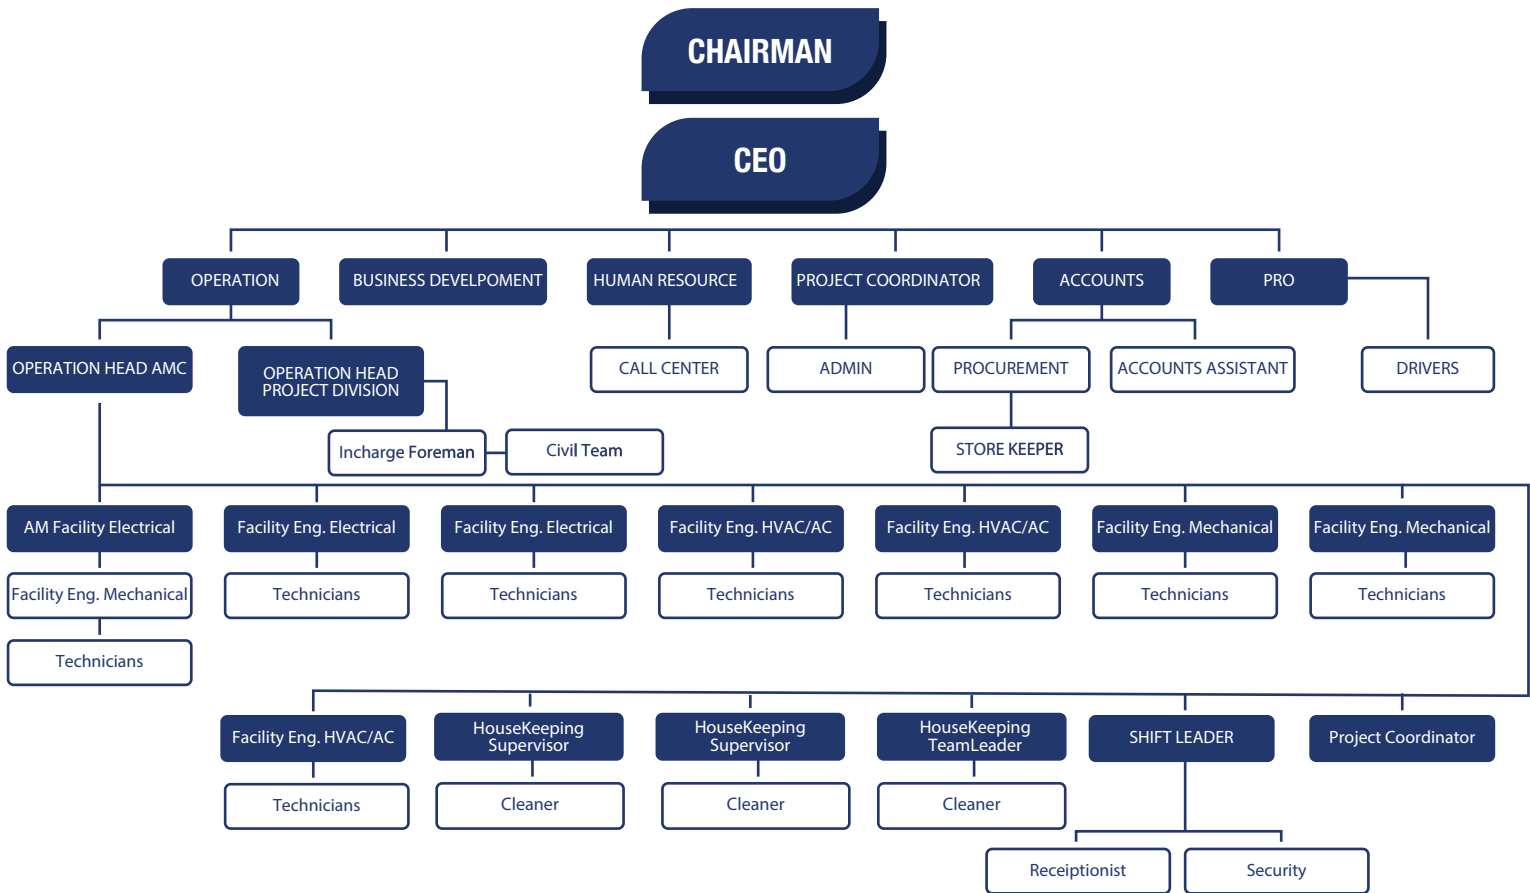 CHAIRMAN
CEO
OPERATION
BUSINESS DEVELPOMENT
HUMAN RESOURCE
PROJECT COORDINATOR
ACCOUNTS
PRO
OPERATION HEAD AMC
OPERATION HEAD
PROJECT DIVISION
CALL CENTER
ADMIN
PROCUREMENT
ACCOUNTS ASSISTANT
DRIVERS
Incharge Foreman
Civil Team
STORE KEEPER
AM Facility Electrical
Facility Eng. Electrical
Facility Eng. Electrical
Facility Eng. HVAC/AC
Facility Eng. HVAC/AC
Facility Eng. Mechanical
Facility Eng. Mechanical
Facility Eng. Mechanical
Technicians
Technicians
Technicians
Technicians
Technicians
Technicians
Technicians
Facility Eng. HVAC/AC
HouseKeeping
Supervisor
HouseKeeping
Supervisor
HouseKeeping
TeamLeader
SHIFT LEADER
Project Coordinator
Technicians
Cleaner
Cleaner
Cleaner
Receiptionist
Security